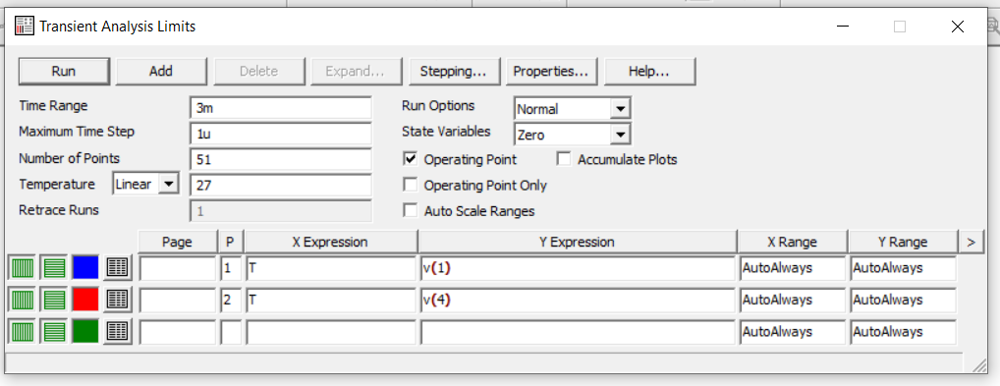 Transient Analysis Limits
Run Add Delete Expand... Stepping... Properties... Help...
Time Range 3m Run Options Normal
Maximum Time Step 1u State Variables Zero
Number of Points 51 Operating Point Accumulate Plots
Temperature Linear 27 Operating Point Only
Retrace Runs 1 Auto Scale Ranges
Page P X Expression Y Expression X Range Y Range >
1 T v(1) AutoAlways AutoAlways
2 T v(4) AutoAlways AutoAlways
AutoAlways AutoAlways